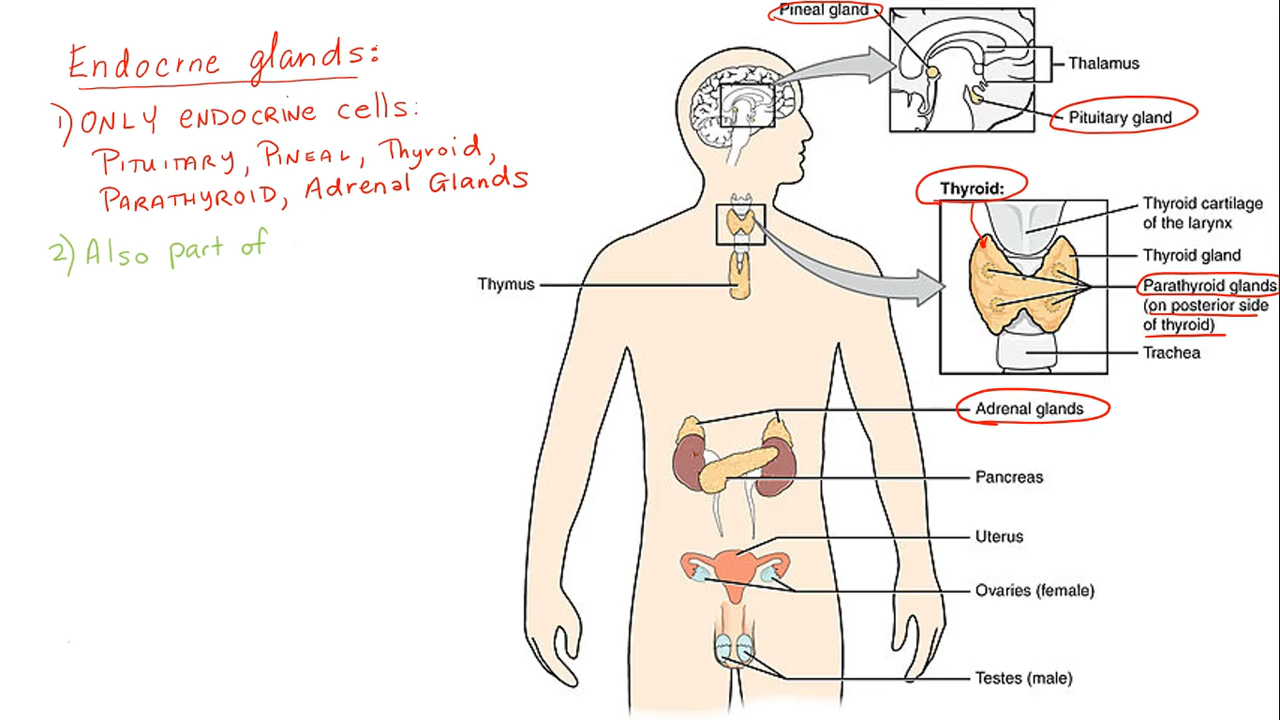 Endocrne glands:
1) ONLY ENDOCRINE cells:
PITUITARY, PINEAL, Thyroid,
PARATHYROID, Adrenal Glands
2) Also part of
Pineal gland
Thalamus
Pituitary gland
Thyroid:
Thyroid cartilage
of the larynx
Thyroid gland
Parathyroid glands
(on posterior side
of thyroid)
Trachea
Thymus
Adrenal glands
Pancreas
Uterus
Ovaries (female)
Testes (male)